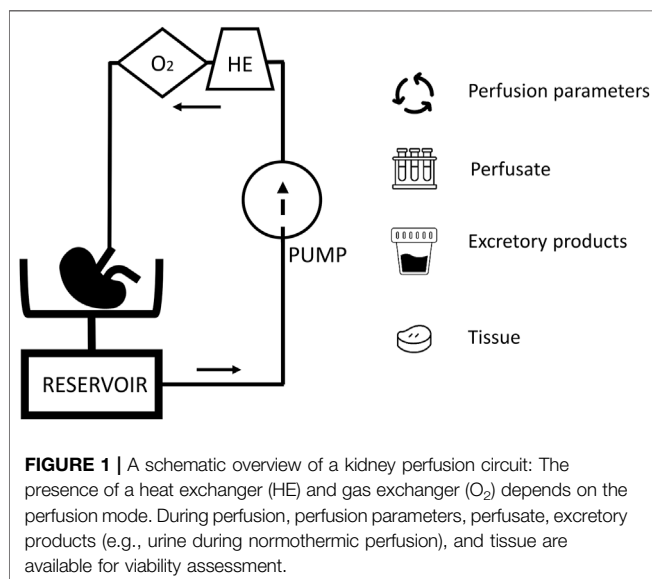 O2
HE
PUMP
RESERVOIR
Perfusion parameters
Perfusate
Excretory products
Tissue
FIGURE 1 | A schematic overview of a kidney perfusion circuit: The
presence of a heat exchanger (HE) and gas exchanger (O2) depends on the
perfusion mode. During perfusion, perfusion parameters, perfusate, excretory
products (e.g., urine during normothermic perfusion), and tissue are
available for viability assessment.